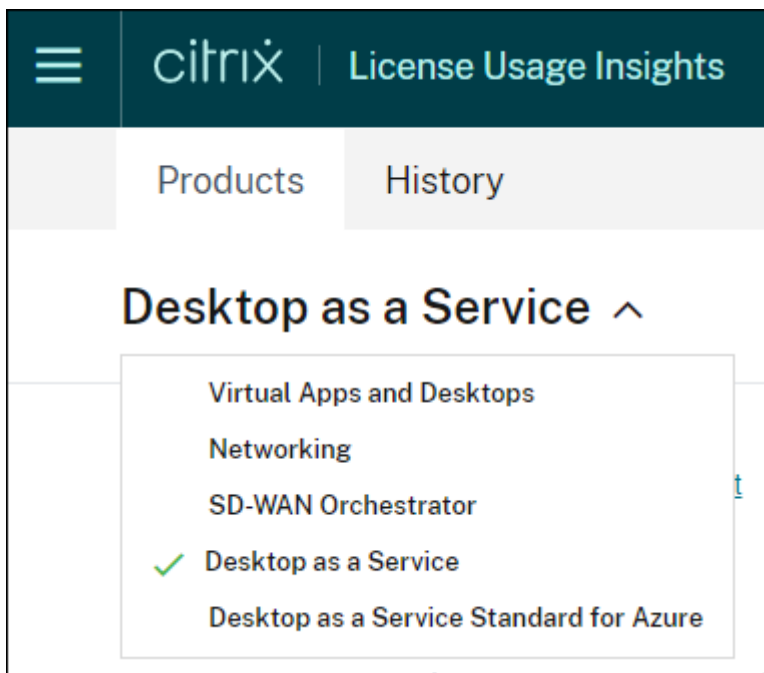 citrix License Usage Insights
Products History
Desktop as a Service
Virtual Apps and Desktops
Networking
SD-WAN Orchestrator
t
Desktop as a Service
Desktop as a Service Standard for Azure